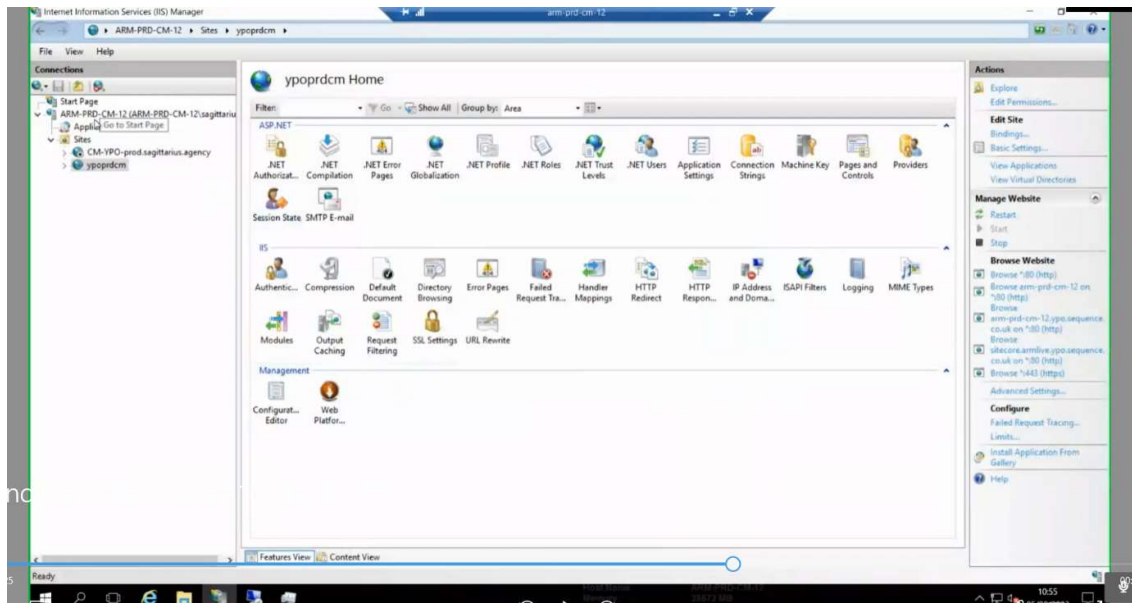 Internet Information Services (IIS) Manager
arm-prd-cm-12
ARM-PRD-CM-12 Sites ypoprdcm
File View Help
Connections
Start Page
ARM-PRD-CM-12 (ARM-PRD-CM-12\sagittariu
Applic
Go to Start Page
Sites
CM-YPO-prod.sagittarius.agency
ypoprdcm
ypoprdcm Home
Filter: Go Show All Group by: Area
ASP.NET
.NET Authorizat...
.NET Compilation
.NET Error Pages
.NET Globalization
.NET Profile
.NET Roles
.NET Trust Levels
.NET Users
Application Settings
Connection Strings
Machine Key
Pages and Controls
Providers
Session State
SMTP E-mail
IIS
Authentic...
Compression
Default Document
Directory Browsing
Error Pages
Failed Request Tra...
Handler Mappings
HTTP Redirect
HTTP Respon...
IP Address and Doma...
ISAPI Filters
Logging
MIME Types
Modules
Output Caching
Request Filtering
SSL Settings
URL Rewrite
Management
Configurat... Editor
Web Platfor...
Features View
Content View
Actions
Explore
Edit Permissions...
Edit Site
Bindings...
Basic Settings...
View Applications
View Virtual Directories
Manage Website
Restart
Start
Stop
Browse Website
Browse *:80 (http)
Browse arm-prd-cm-12 on
*:80 (http)
Browse
arm-prd-cm-12.ypo.sequence.
co.uk on *:80 (http)
Browse
sitecore.armlive.ypo.sequence.
co.uk on *:80 (http)
Browse *:443 (https)
Advanced Settings...
Configure
Failed Request Tracing...
Limits...
Install Application From
Gallery
Help
Ready
10:55